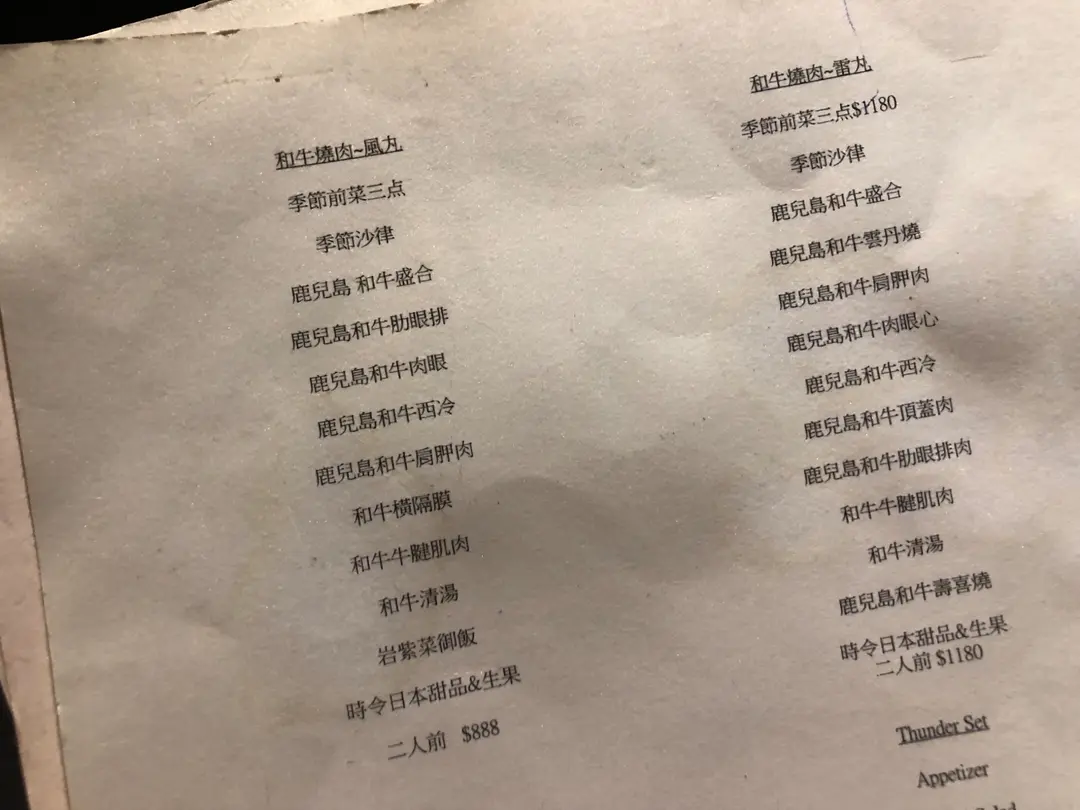 和牛燒肉~風丸
季節前菜三点
季節沙律
鹿兒島 和牛盛合
鹿兒島和牛肋眼排
鹿兒島和牛肉眼
鹿兒島和牛西冷
鹿兒島和牛肩胛肉
和牛橫隔膜
和牛牛腱肌肉
和牛清湯
岩紫菜御飯
時令日本甜品&生果
二人前 $888
和牛燒肉~雷丸
季節前菜三点$1180
季節沙律
鹿兒島和牛盛合
鹿兒島和牛雲丹燒
鹿兒島和牛肩胛肉
鹿兒島和牛肉眼心
鹿兒島和牛西冷
鹿兒島和牛頂蓋肉
鹿兒島和牛肋眼排肉
和牛牛腱肌肉
和牛清湯
鹿兒島和牛壽喜燒
時令日本甜品&生果
二人前 $1180
Thunder Set
Appetizer